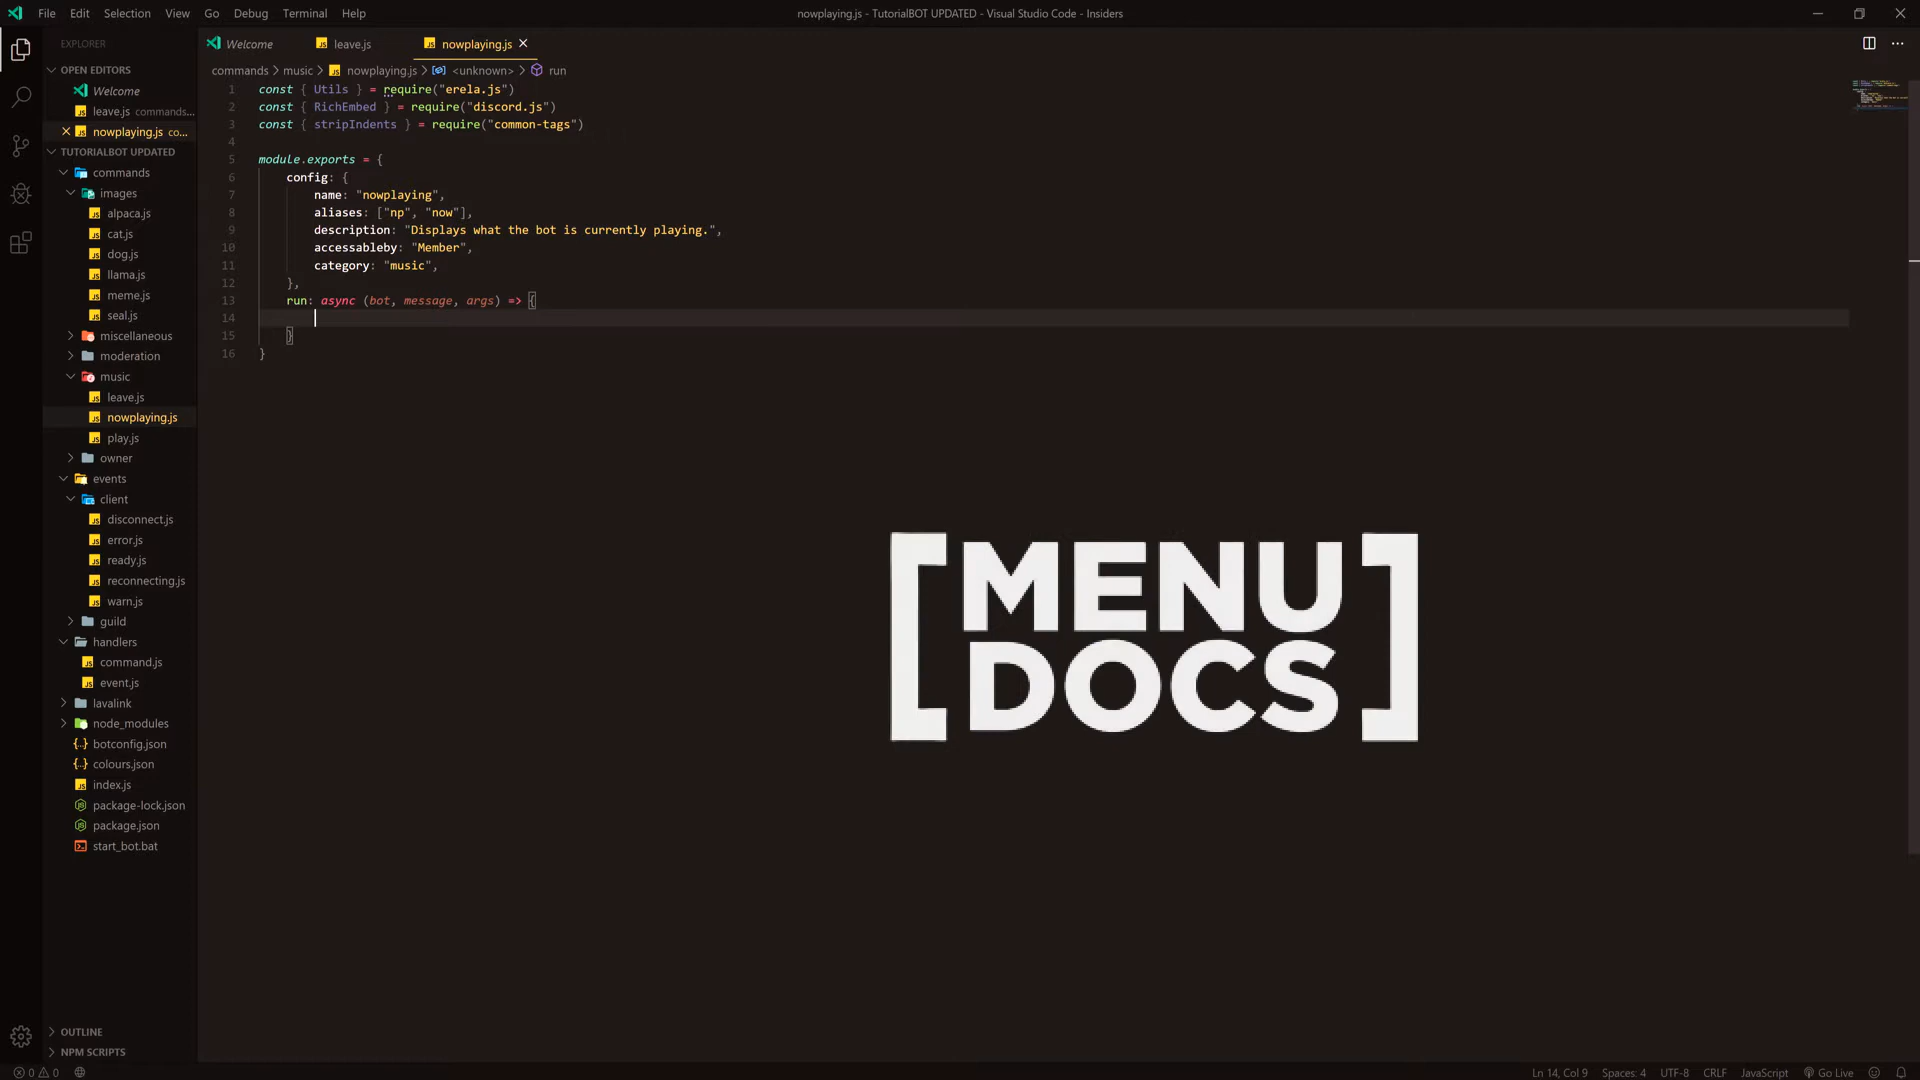 File Edit Selection View Go Debug Terminal Help
nowplaying.js - TutorialBOT UPDATED - Visual Studio Code - Insiders
EXPLORER
OPEN EDITORS
Welcome
leave.js commands...
nowplaying.js co...
TUTORIALBOT UPDATED
commands
images
alpaca.js
cat.js
dog.js
llama.js
meme.js
seal.js
miscellaneous
moderation
music
leave.js
nowplaying.js
play.js
owner
events
client
disconnect.js
error.js
ready.js
reconnecting.js
warn.js
guild
handlers
command.js
event.js
lavalink
node_modules
botconfig.json
colours.json
index.js
package-lock.json
package.json
start_bot.bat
OUTLINE
NPM SCRIPTS
Welcome leave.js nowplaying.js
commands > music > nowplaying.js > <unknown> > run
1 const { Utils } = require("erela.js")
2 const { RichEmbed } = require("discord.js")
3 const { stripIndents } = require("common-tags")
4
5 module.exports = {
6 config: {
7 name: "nowplaying",
8 aliases: ["np", "now"],
9 description: "Displays what the bot is currently playing.",
10 accessableby: "Member",
11 category: "music",
12 },
13 run: async (bot, message, args) => {
14
15 }
16 }
[MENU
DOCS]
0 0
Ln 14, Col 9 Spaces: 4 UTF-8 CRLF JavaScript Go Live